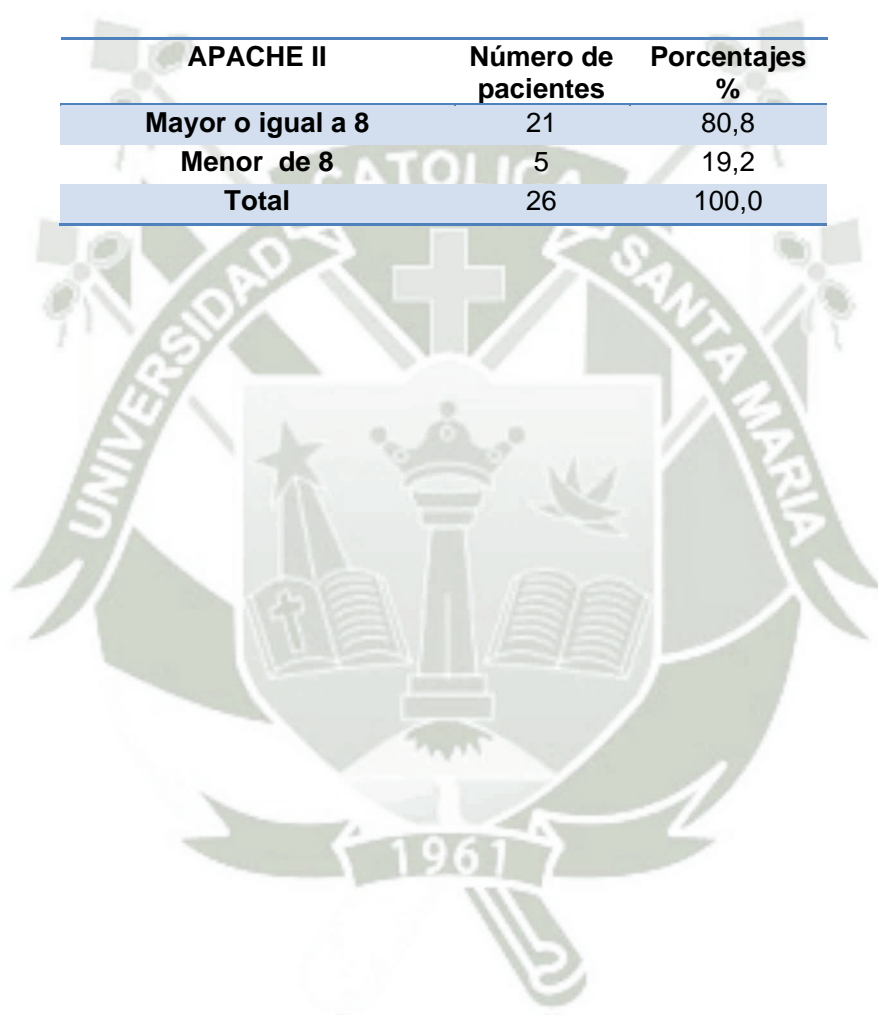 APACHE II Número de pacientes Porcentajes %
Mayor o igual a 8 21 80,8
Menor de 8 5 19,2
Total 26 100,0
UNIVERSIDAD CATOLICA SANTA MARIA
1961